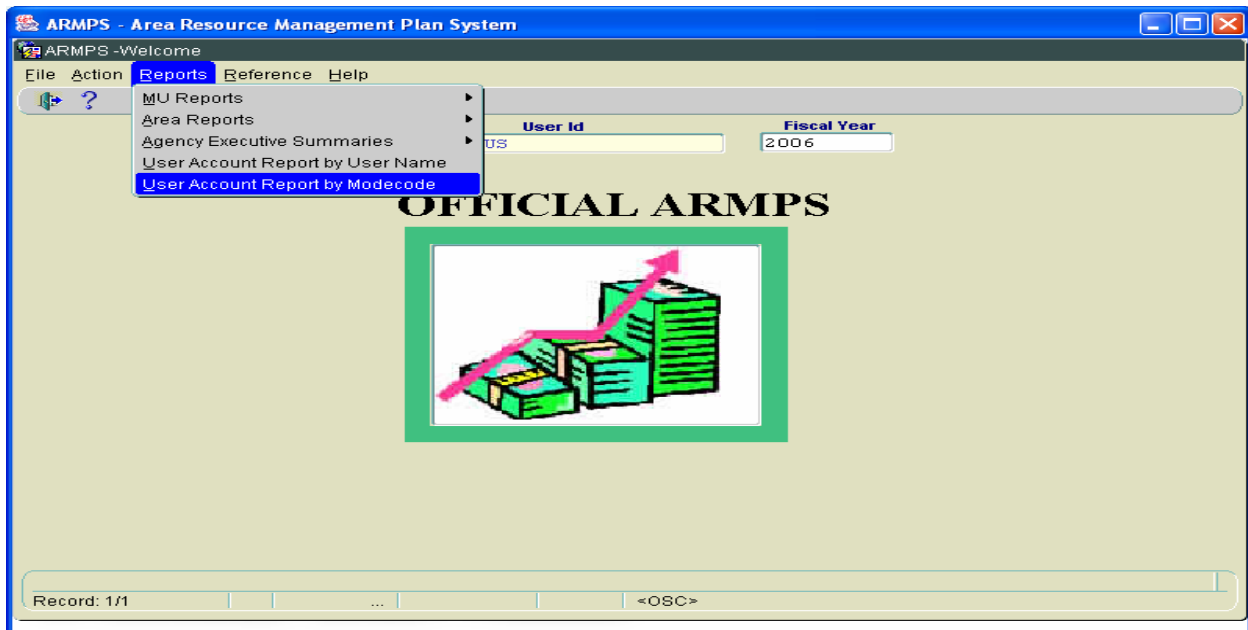 ARMPS - Area Resource Management Plan System
ARMPS -Welcome
File Action Reports Reference Help
?
MU Reports
Area Reports
Agency Executive Summaries
User Account Report by User Name
User Account Report by Modecode
User Id Fiscal Year
US 2006
OFFICIAL ARMPS
Record: 1/1 ... <OSC>